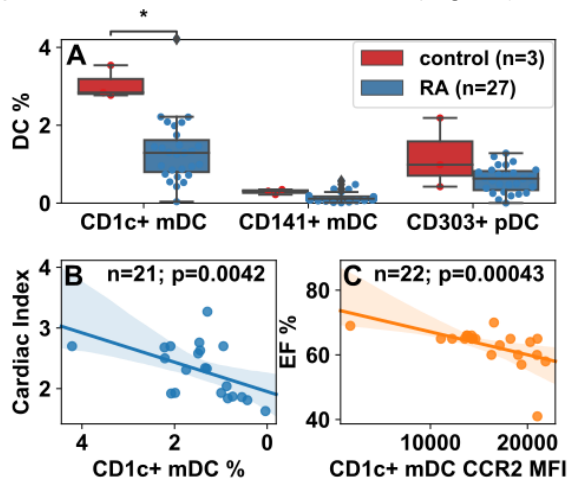 *
A
control (n=3)
RA (n=27)
DC %
4
2
0
CD1c+ mDC
CD141+ mDC
CD303+ pDC
B
n=21; p=0.0042
Cardiac Index
4
3
2
4
2
0
CD1c+ mDC %
C
n=22; p=0.00043
EF %
80
60
40
10000
20000
CD1c+ mDC CCR2 MFI